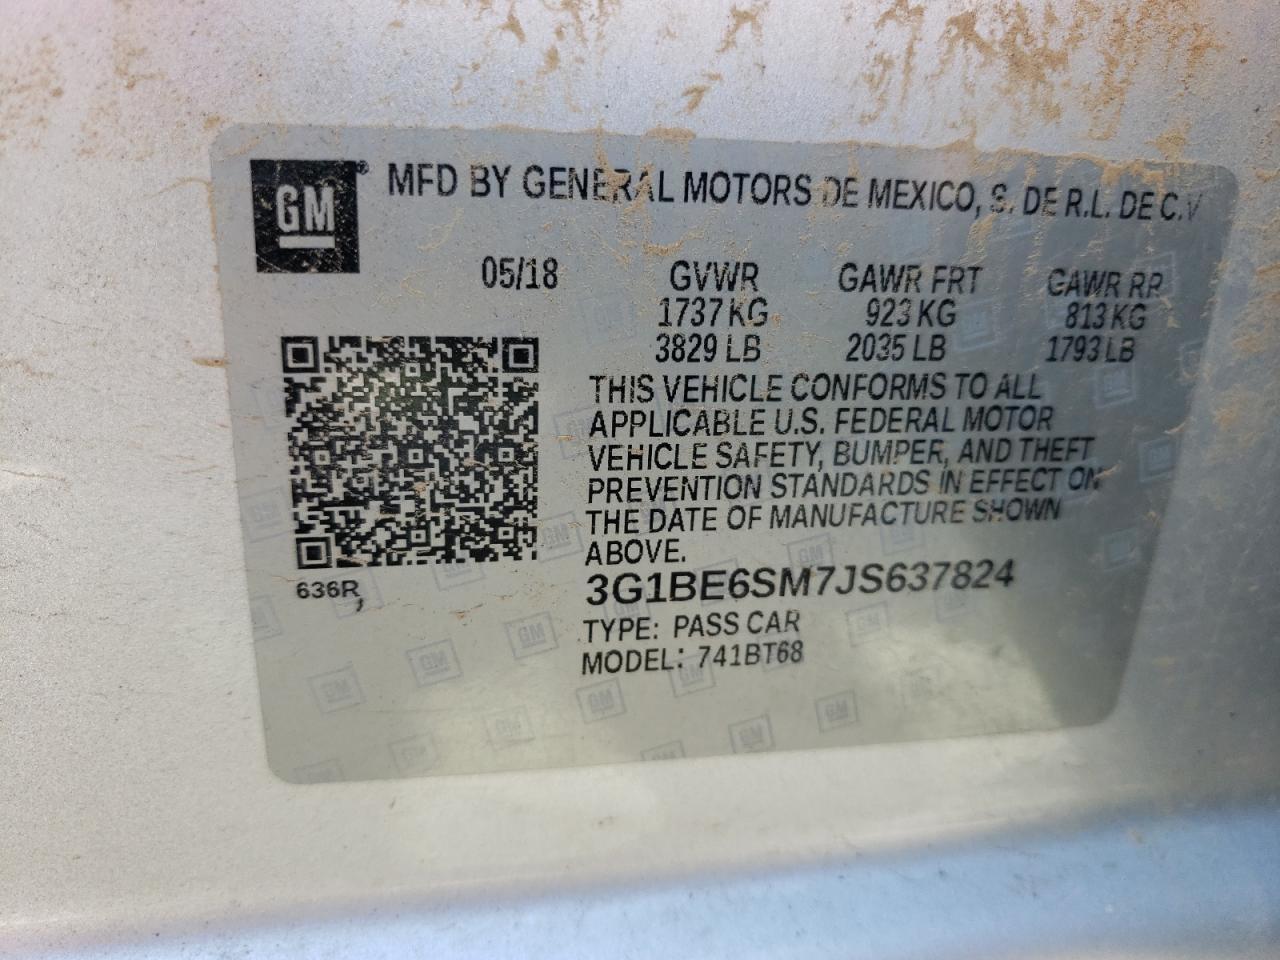 GM® MFD BY GENERAL MOTORS DE MEXICO, S. DE R.L. DE C.V
05/18 GVWR GAWR FRT GAWR RR
1737 KG 923 KG 813 KG
3829 LB 2035 LB 1793 LB
THIS VEHICLE CONFORMS TO ALL
APPLICABLE U.S. FEDERAL MOTOR
VEHICLE SAFETY, BUMPER, AND THEFT
PREVENTION STANDARDS IN EFFECT ON
THE DATE OF MANUFACTURE SHOWN
ABOVE.
636R,
3G1BE6SM7JS637824
TYPE: PASS CAR
MODEL: 741BT68